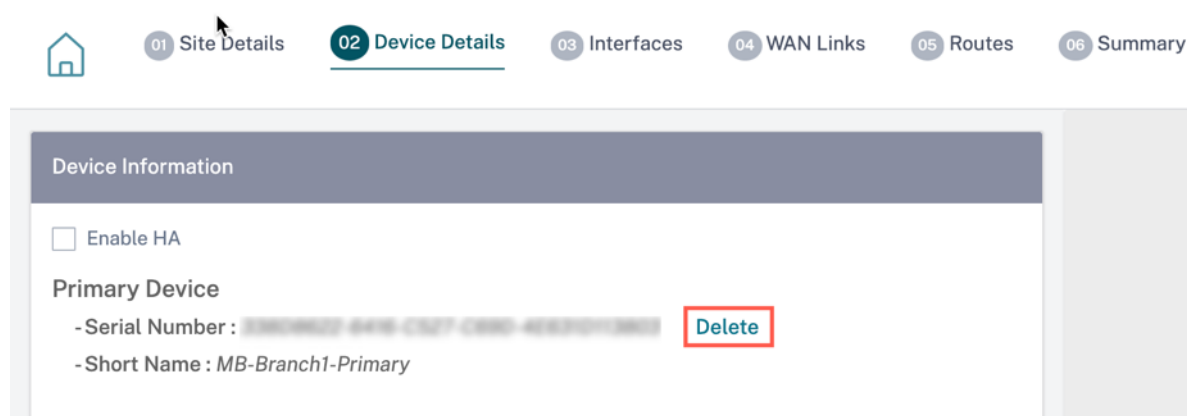 01 Site Details 02 Device Details 03 Interfaces 04 WAN Links 05 Routes 06 Summary
Device Information
Enable HA
Primary Device
- Serial Number : Delete
- Short Name : MB-Branch1-Primary